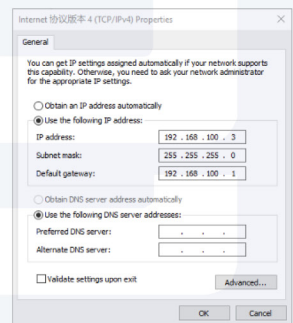 Internet 协议版本 4 (TCP/IPv4) Properties
General
You can get IP settings assigned automatically if your network supports
this capability. Otherwise, you need to ask your network administrator
for the appropriate IP settings.
Obtain an IP address automatically
Use the following IP address:
IP address: 192 . 168 . 100 . 3
Subnet mask: 255 . 255 . 255 . 0
Default gateway: 192 . 168 . 100 . 1
Obtain DNS server address automatically
Use the following DNS server addresses:
Preferred DNS server: . . .
Alternate DNS server: . . .
Validate settings upon exit
Advanced...
OK Cancel